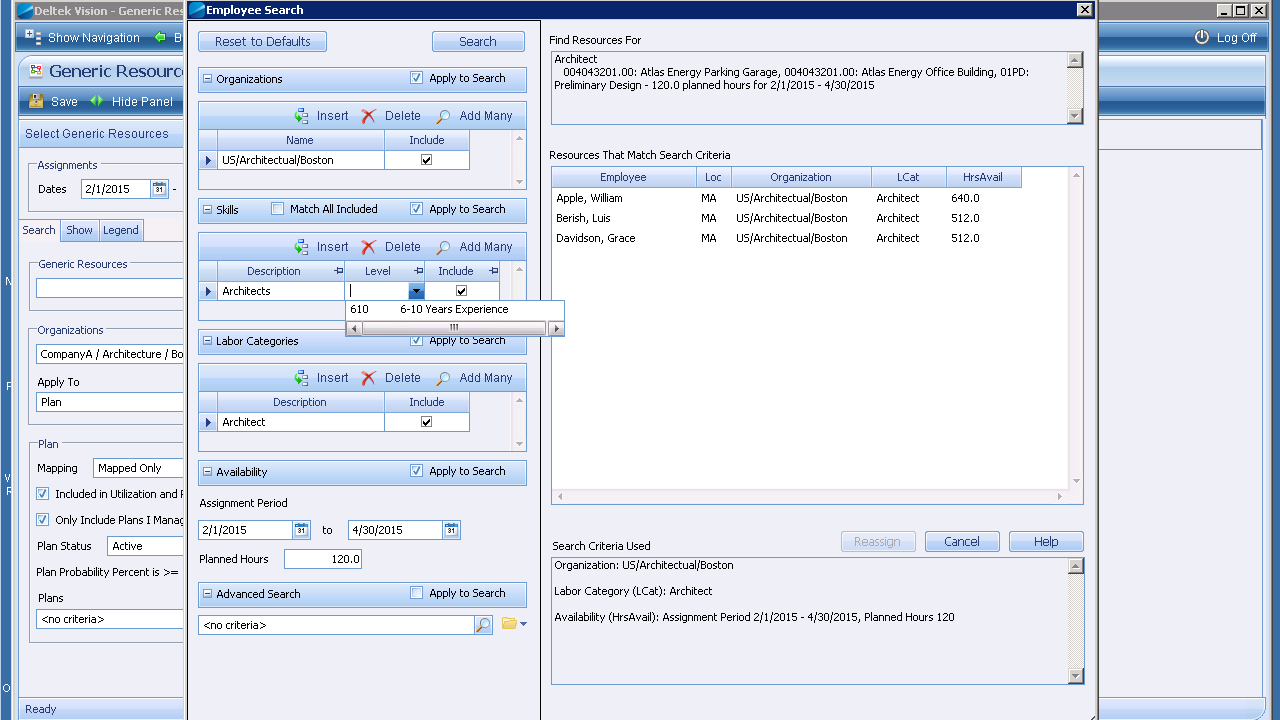 Deltek Vision - Generic Res
Show Navigation
B
Generic Resourc
Save
Hide Panel
Select Generic Resources
Assignments
Dates
2/1/2015
-
Search
Show
Legend
Generic Resources
Organizations
CompanyA / Architecture / Bo
Apply To
Plan
Plan
Mapping
Mapped Only
Included in Utilization and R
Only Include Plans I Manag
Plan Status
Active
Plan Probability Percent is >=
Plans
<no criteria>
Ready
Employee Search
Reset to Defaults
Search
Organizations
Apply to Search
Insert
Delete
Add Many
Name
Include
US/Architectual/Boston
Skills
Match All Included
Apply to Search
Insert
Delete
Add Many
Description
Level
Include
Architects
610 6-10 Years Experience
Labor Categories
Apply to Search
Insert
Delete
Add Many
Description
Include
Architect
Availability
Apply to Search
Assignment Period
2/1/2015
to
4/30/2015
Planned Hours
120.0
Advanced Search
Apply to Search
<no criteria>
Find Resources For
Architect
004043201.00: Atlas Energy Parking Garage, 004043201.00: Atlas Energy Office Building, 01PD:
Preliminary Design - 120.0 planned hours for 2/1/2015 - 4/30/2015
Resources That Match Search Criteria
Employee Loc Organization LCat HrsAvail
Apple, William MA US/Architectual/Boston Architect 640.0
Berish, Luis MA US/Architectual/Boston Architect 512.0
Davidson, Grace MA US/Architectual/Boston Architect 512.0
Reassign
Cancel
Help
Search Criteria Used
Organization: US/Architectual/Boston
Labor Category (LCat): Architect
Availability (HrsAvail): Assignment Period 2/1/2015 - 4/30/2015, Planned Hours 120
Log Off